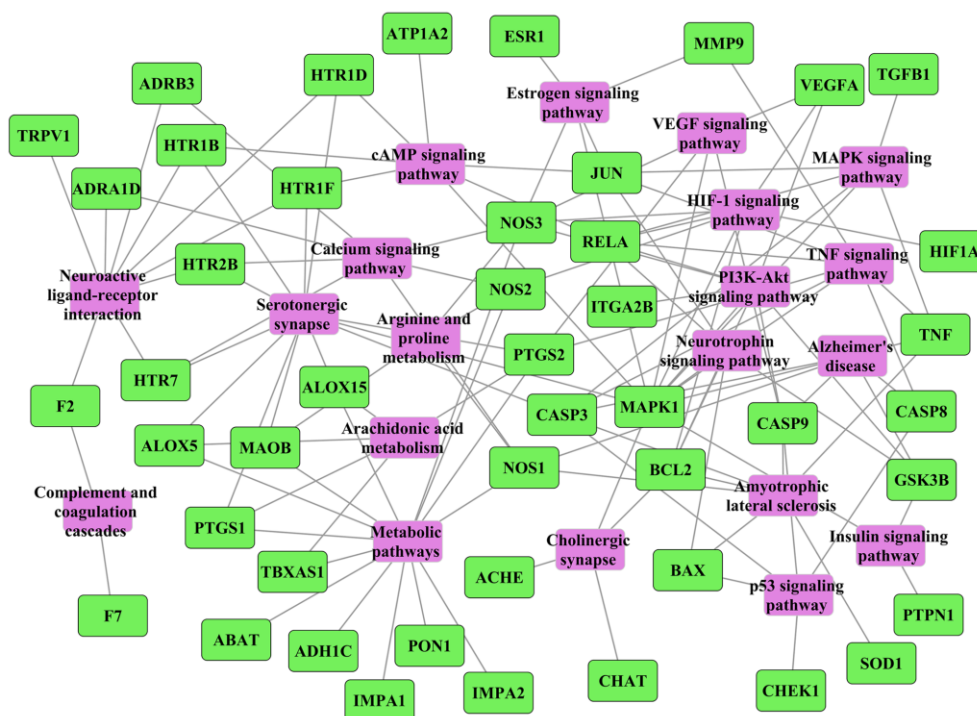 ATP1A2
ESR1
MMP9
TGFB1
VEGFA
HTR1D
ADRB3
Estrogen signaling
pathway
TRPV1
HTR1B
VEGF signaling
pathway
cAMP signaling
pathway
MAPK signaling
pathway
JUN
ADRA1D
HTR1F
HIF-1 signaling
pathway
NOS3
RELA
HIF1A
Calcium signaling
pathway
TNF signaling
pathway
HTR2B
Neuroactive
ligand-receptor
interaction
PI3K-Akt
signaling pathway
NOS2
ITGA2B
Serotonergic
synapse
Arginine and
proline metabolism
PTGS2
Neurotrophin
signaling pathway
Alzheimer's
disease
TNF
HTR7
ALOX15
F2
CASP3
MAPK1
CASP9
CASP8
Arachidonic acid
metabolism
ALOX5
MAOB
NOS1
BCL2
GSK3B
Complement and
coagulation
cascades
Amyotrophic
lateral sclerosis
PTGS1
Metabolic
pathways
Cholinergic
synapse
Insulin signaling
pathway
TBXAS1
ACHE
BAX
p53 signaling
pathway
F7
ABAT
ADH1C
PON1
PTPN1
SOD1
IMPA1
IMPA2
CHAT
CHEK1